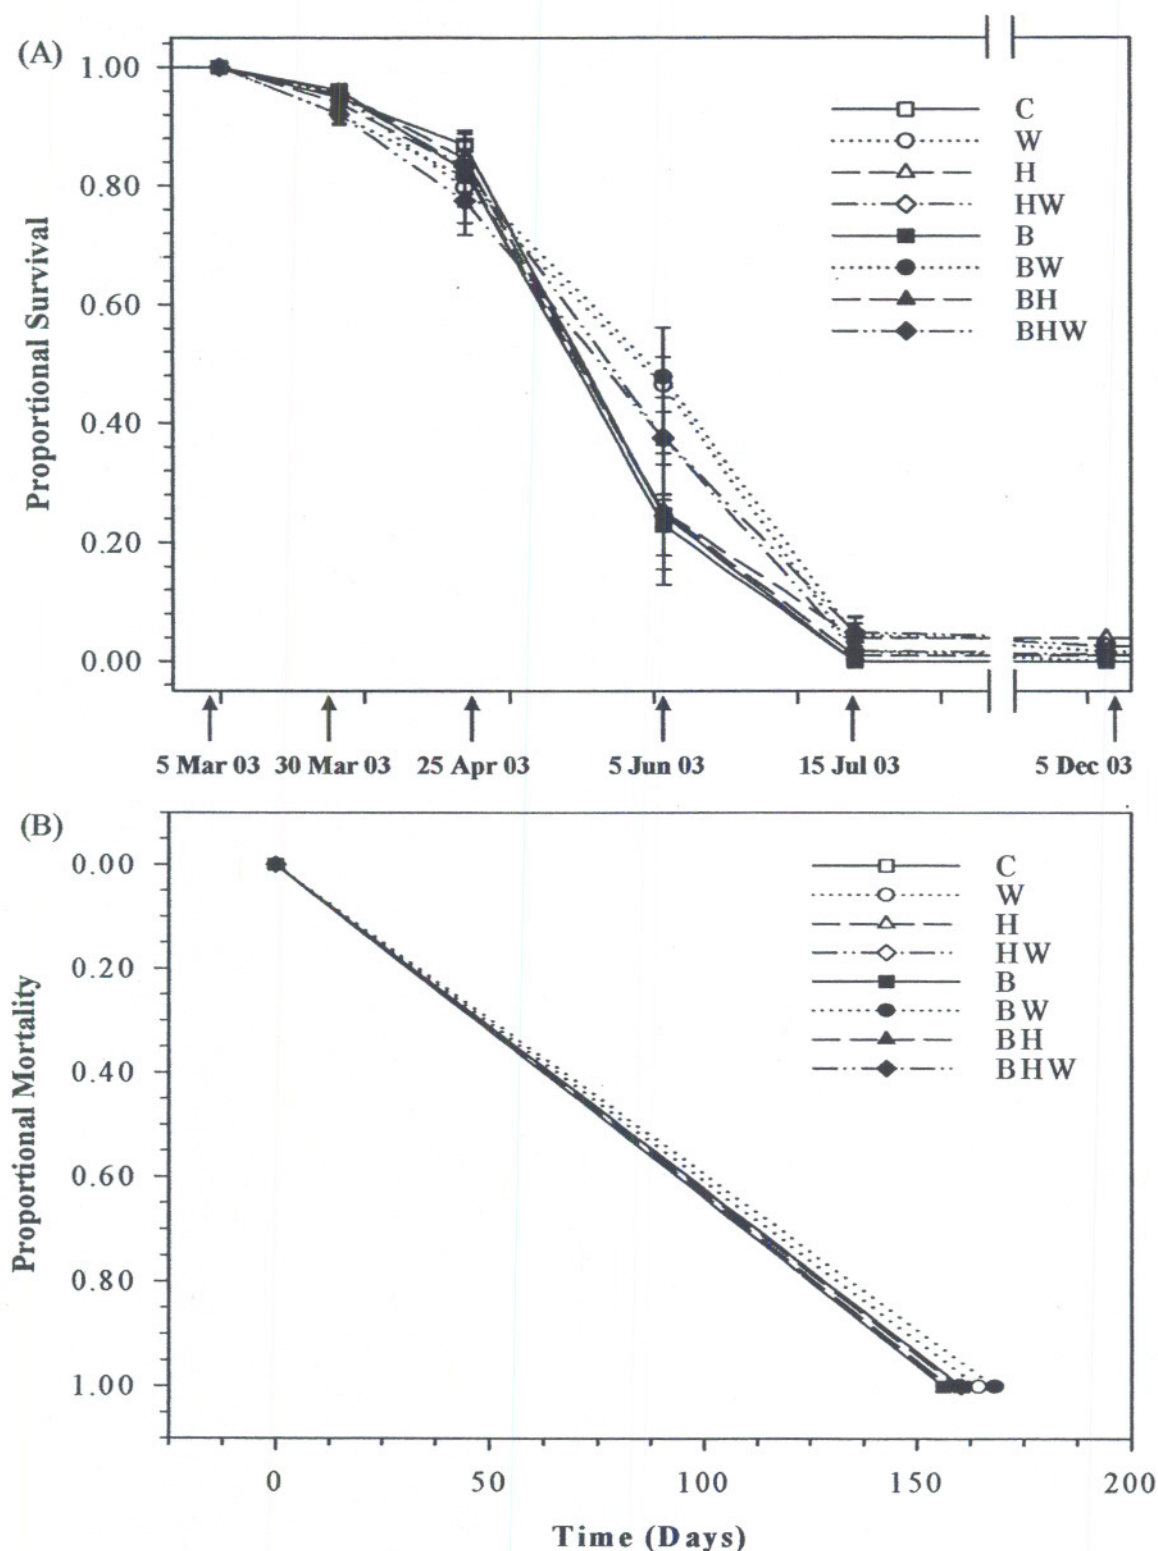 (A)
1.00
0.80
0.60
0.40
0.20
0.00
Proportional Survival
C
W
H
HW
B
BW
BH
BHW
5 Mar 03 30 Mar 03 25 Apr 03 5 Jun 03 15 Jul 03 5 Dec 03
(B)
0.00
0.20
0.40
0.60
0.80
1.00
Proportional Mortality
C
W
H
HW
B
BW
BH
BHW
0 50 100 150 200
Time (Days)